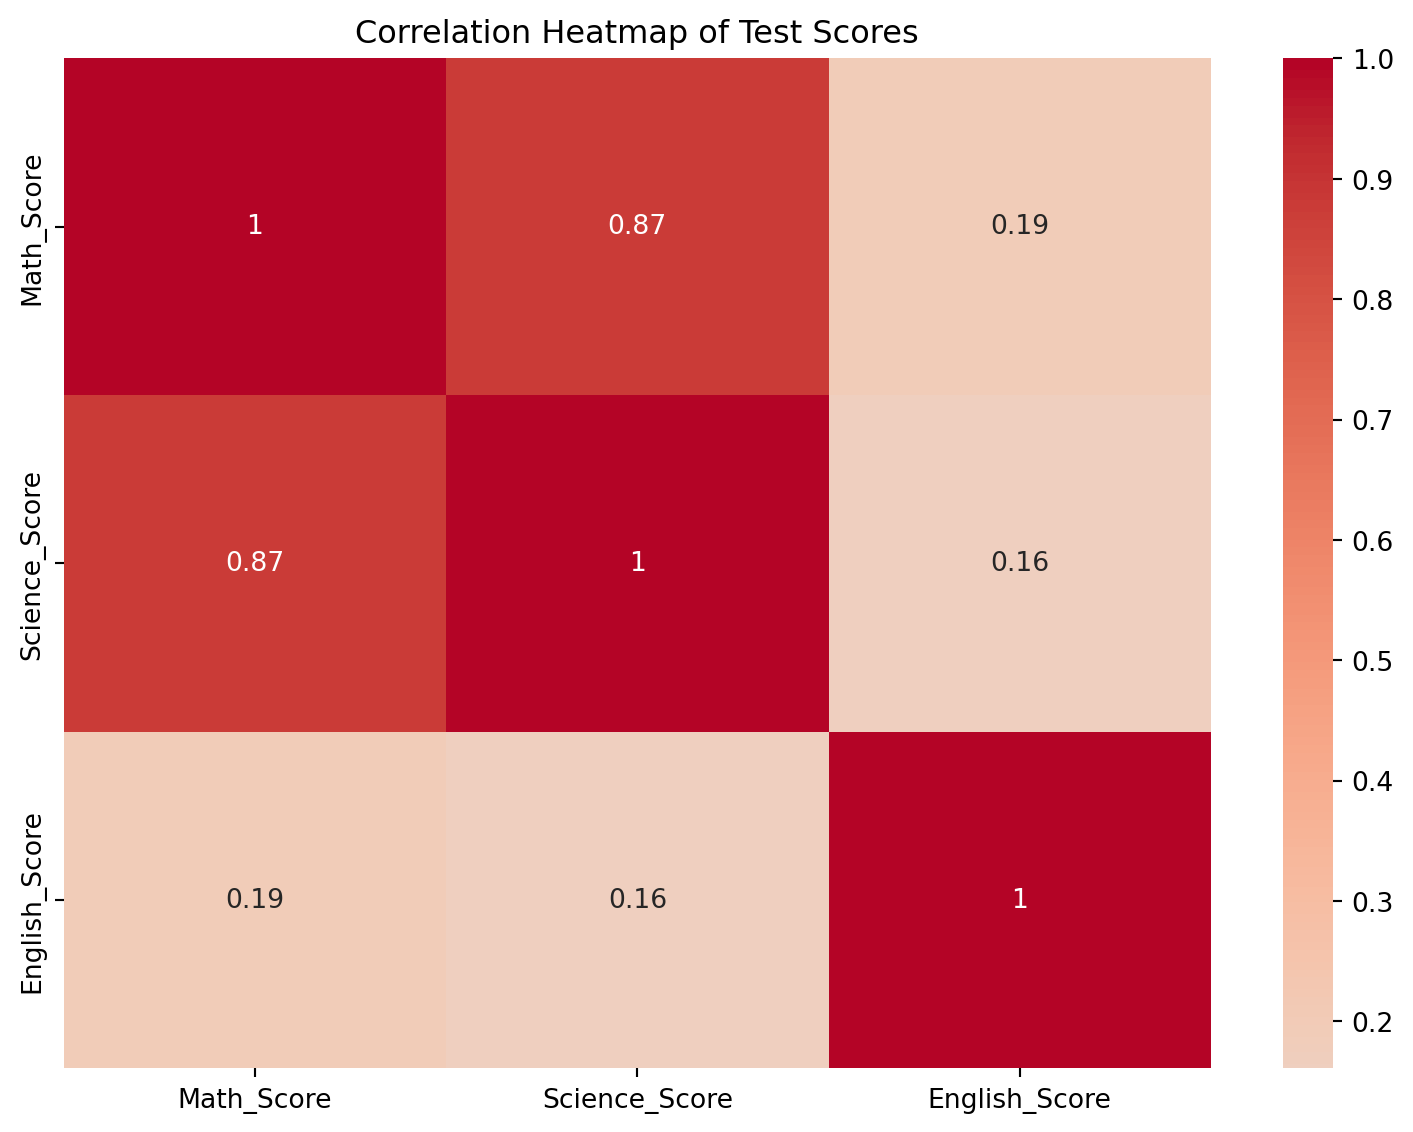 Correlation Heatmap of Test Scores
Math_Score
Science_Score
English_Score
1 0.87 0.19
0.87 1 0.16
0.19 0.16 1
Math_Score Science_Score English_Score
1.0
0.9
0.8
0.7
0.6
0.5
0.4
0.3
0.2